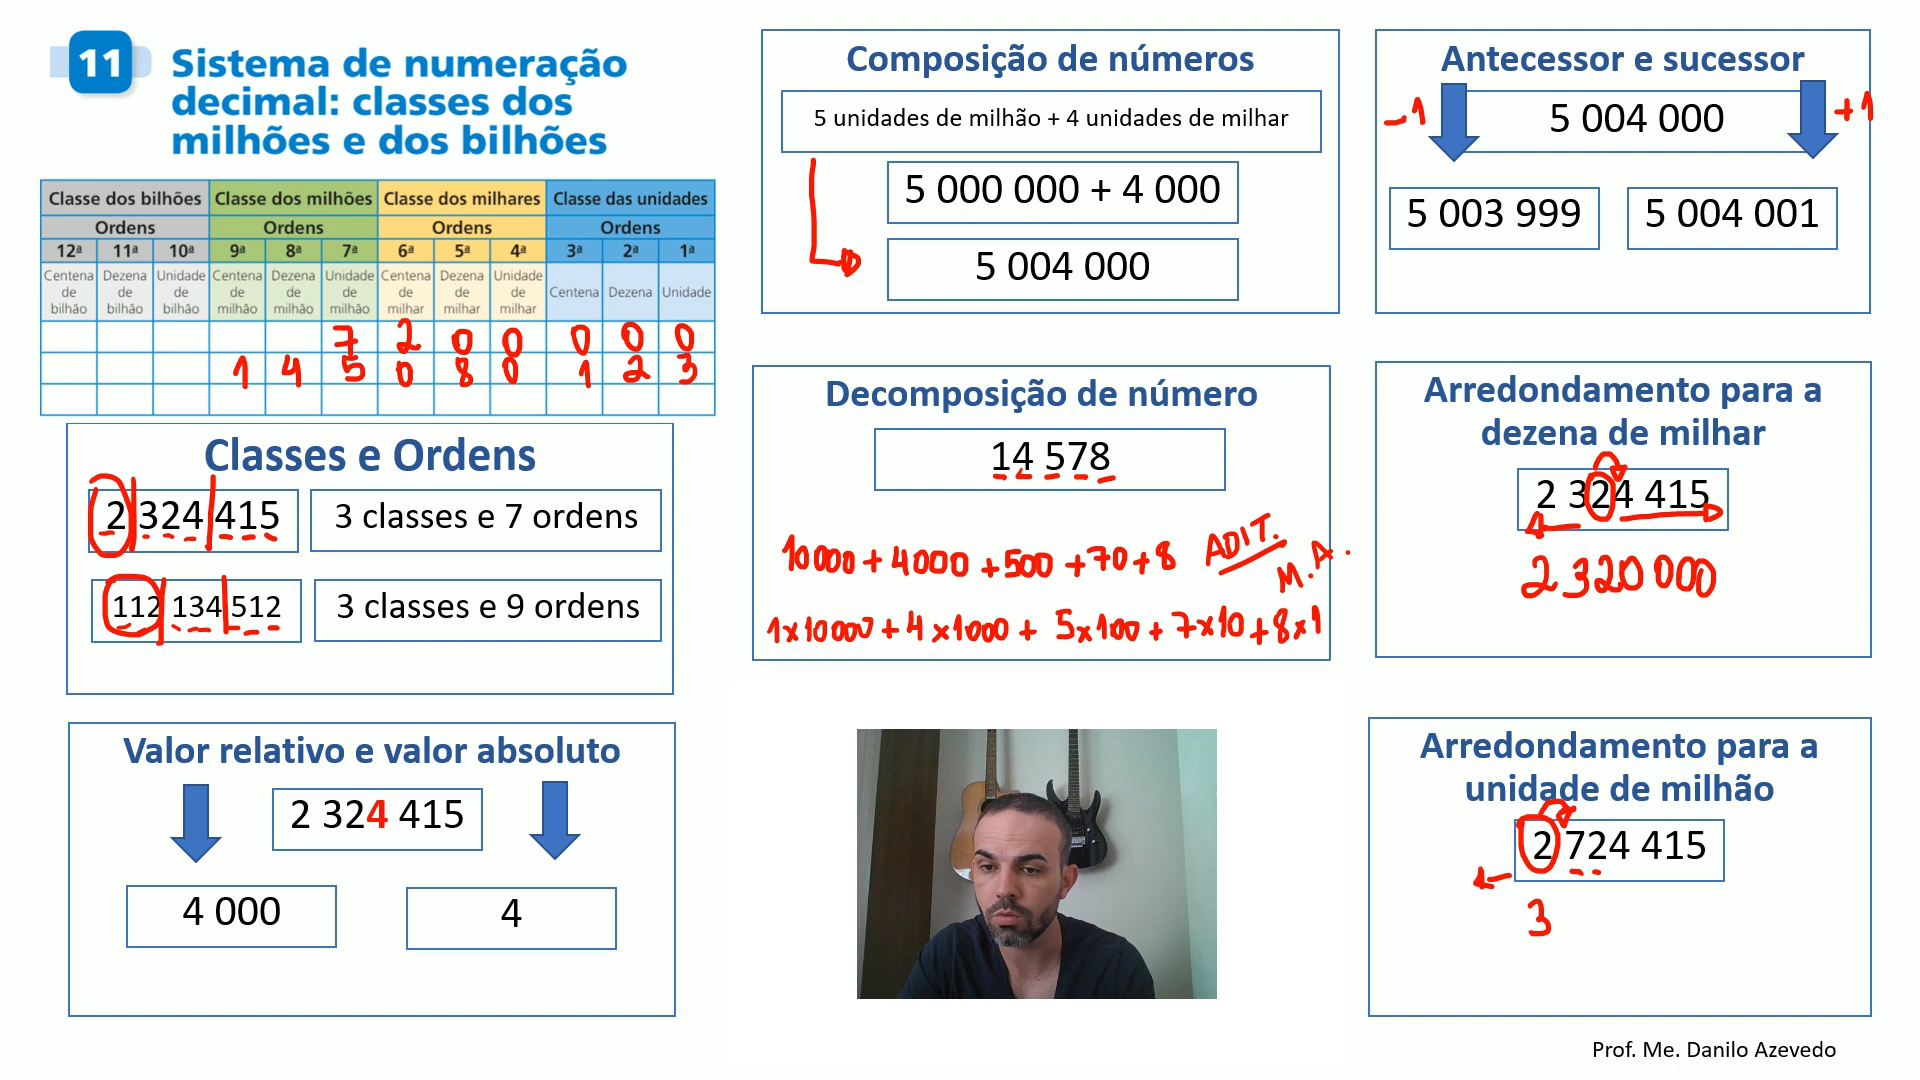 11
Sistema de numeração
decimal: classes dos
milhões e dos bilhões
Classe dos bilhões Classe dos milhões Classe dos milhares Classe das unidades
Ordens Ordens Ordens Ordens
12ª 11ª 10ª 9ª 8ª 7ª 6ª 5ª 4ª 3ª 2ª 1ª
Centena de bilhão Dezena de bilhão Unidade de bilhão Centena de milhão Dezena de milhão Unidade de milhão Centena de milhar Dezena de milhar Unidade de milhar Centena Dezena Unidade
7 2 0 0 0 0 0
1 4 5 0 8 0 1 2 3
Classes e Ordens
2 324 415 3 classes e 7 ordens
112 134 512 3 classes e 9 ordens
Valor relativo e valor absoluto
2 324 415
4 000 4
Composição de números
5 unidades de milhão + 4 unidades de milhar
5 000 000 + 4 000
5 004 000
Decomposição de número
14 578
10000 + 4000 + 500 + 70 + 8 ADIT.
M.A.
1x10000 + 4x1000 + 5x100 + 7x10 + 8x1
Antecessor e sucessor
-1 5 004 000 +1
5 003 999 5 004 001
Arredondamento para a
dezena de milhar
2 324 415
2 320 000
Arredondamento para a
unidade de milhão
2 724 415
3
Prof. Me. Danilo Azevedo